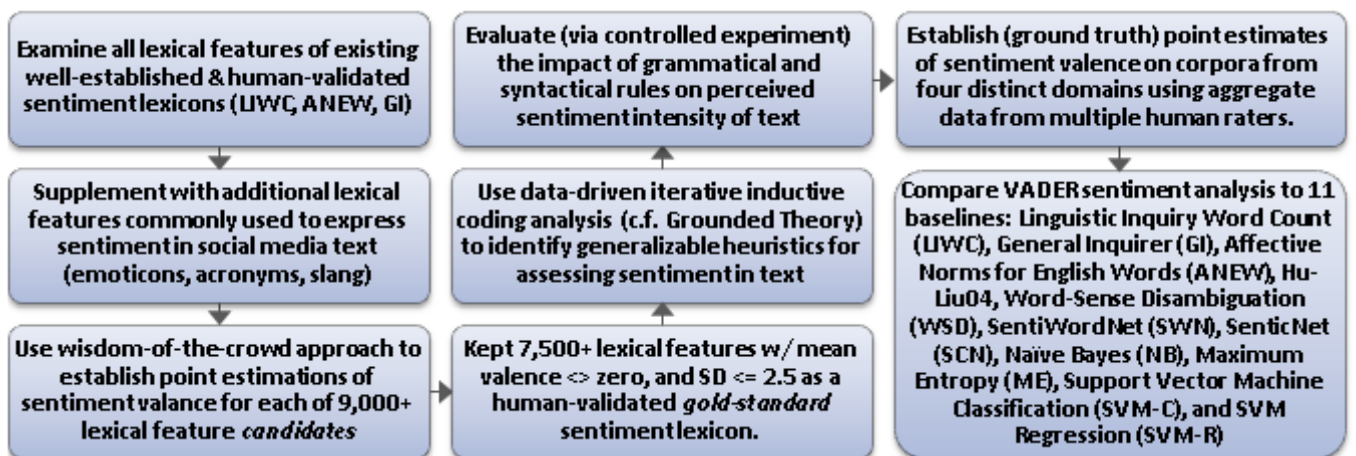 Examine all lexical features of existing
well-established & human-validated
sentiment lexicons (LIWC, ANEW, GI)
Supplement with additional lexical
features commonly used to express
sentiment in social media text
(emoticons, acronyms, slang)
Use wisdom-of-the-crowd approach to
establish point estimations of
sentiment valance for each of 9,000+
lexical feature candidates
Kept 7,500+ lexical features w/ mean
valence <> zero, and SD <= 2.5 as a
human-validated gold-standard
sentiment lexicon.
Use data-driven iterative inductive
coding analysis (c.f. Grounded Theory)
to identify generalizable heuristics for
assessing sentiment in text
Evaluate (via controlled experiment)
the impact of grammatical and
syntactical rules on perceived
sentiment intensity of text
Establish (ground truth) point estimates
of sentiment valence on corpora from
four distinct domains using aggregate
data from multiple human raters.
Compare VADER sentiment analysis to 11
baselines: Linguistic Inquiry Word Count
(LIWC), General Inquirer (GI), Affective
Norms for English Words (ANEW), Hu-
Liu04, Word-Sense Disambiguation
(WSD), SentiWordNet (SWN), SenticNet
(SCN), Naïve Bayes (NB), Maximum
Entropy (ME), Support Vector Machine
Classification (SVM-C), and SVM
Regression (SVM-R)